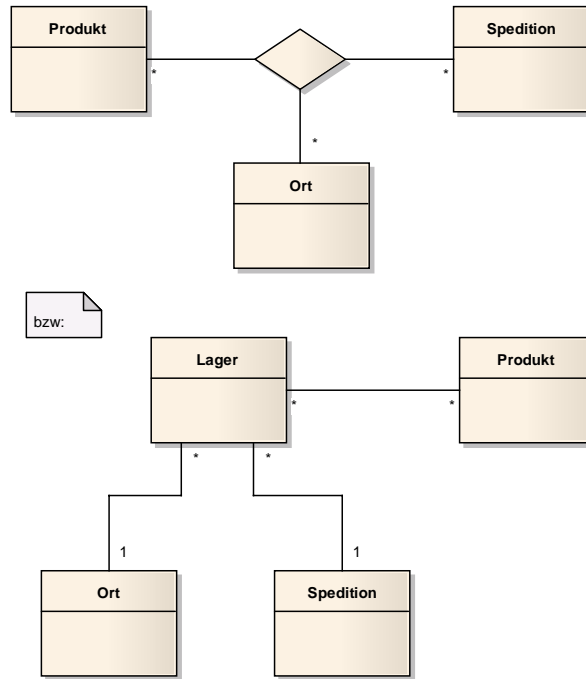 Produkt
Spedition
*
*
*
Ort
bzw:
Lager
Produkt
*
*
*
*
1
1
Ort
Spedition